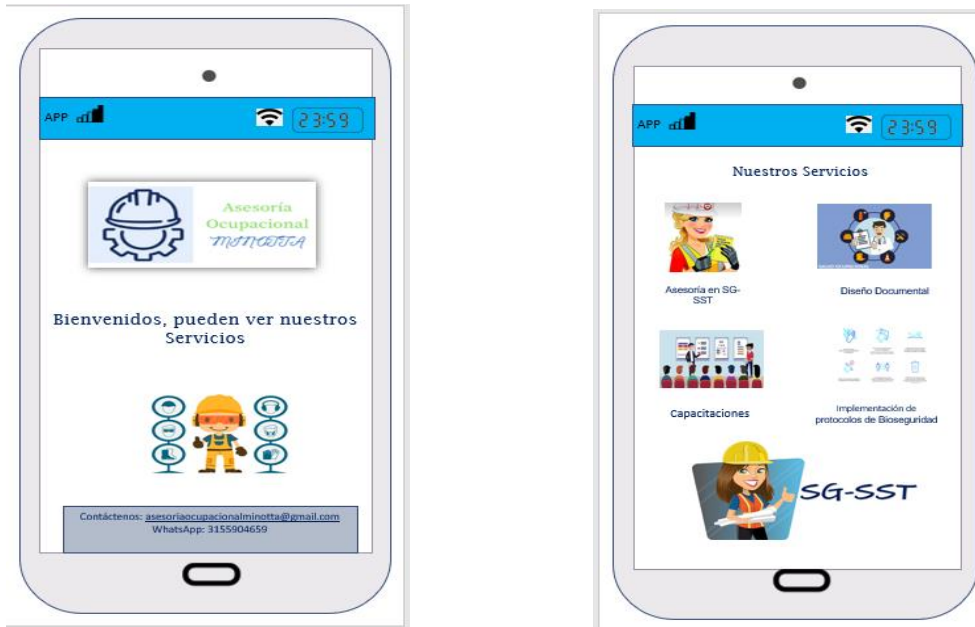 APP
23:59
Asesoría
Ocupacional
MINOTTA
Bienvenidos, pueden ver nuestros
Servicios
Contáctenos: asesoriaocupacionalminotta@gmail.com
WhatsApp: 3155904659
APP
23:59
Nuestros Servicios
Asesoría en SG-
SST
Diseño Documental
Capacitaciones
Implementación de
protocolos de Bioseguridad
SG-SST